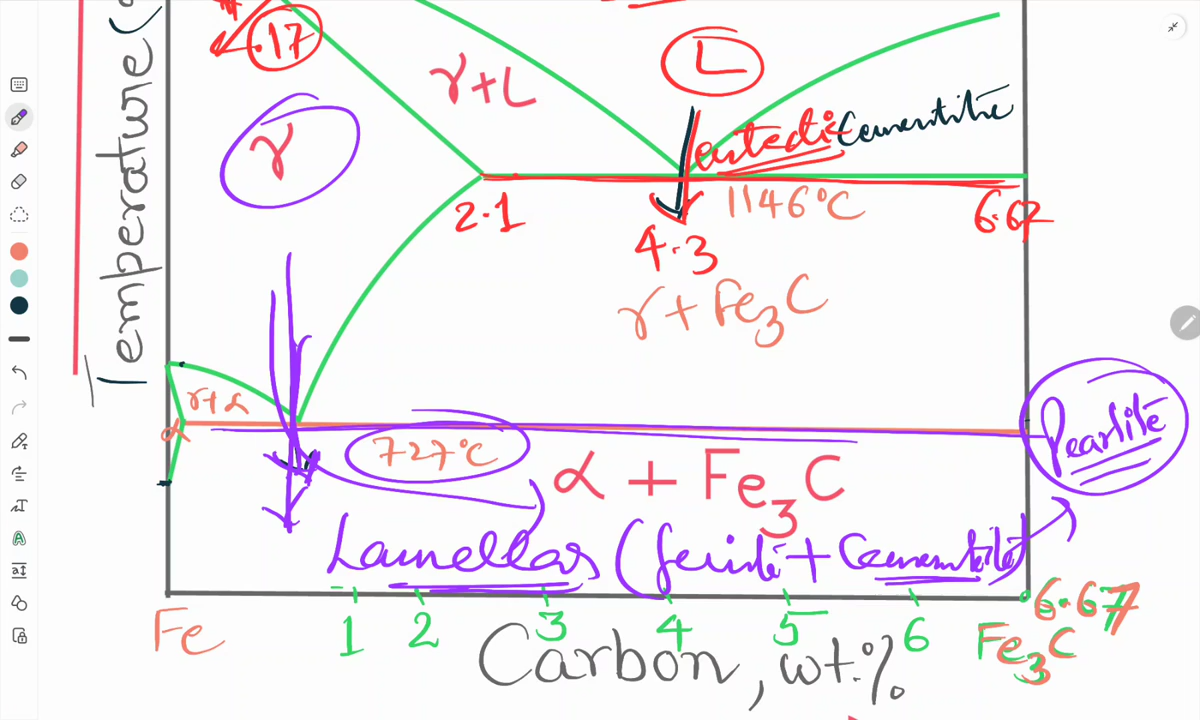 .17
L
γ+L
eutectic Cementite
γ
Temperature (
2.1
1146°C
6.67
4.3
γ + Fe3C
γ+α
α
727°C
α + Fe3C
Pearlite
Lamellar (ferrite + Cementite)
1 2 3 4 5 6 6.67
Fe
Carbon, wt.%
Fe3C